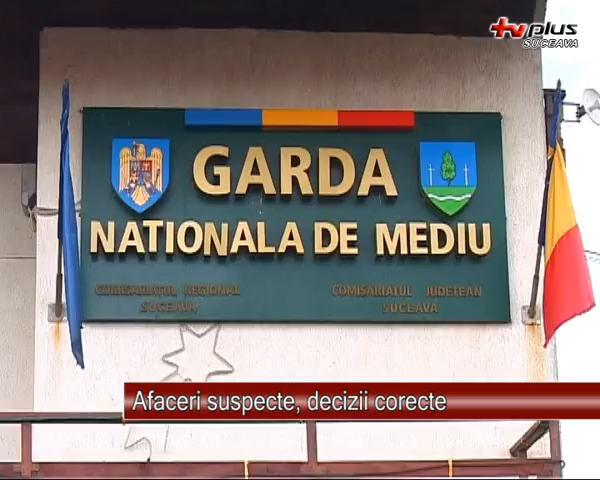 tv plus
SUCEAVA
GARDA
NATIONALA DE MEDIU
COMISARIATUL REGIONAL
SUCEAVA
COMISARIATUL JUDETEAN
SUCEAVA
Afaceri suspecte, decizii corecte